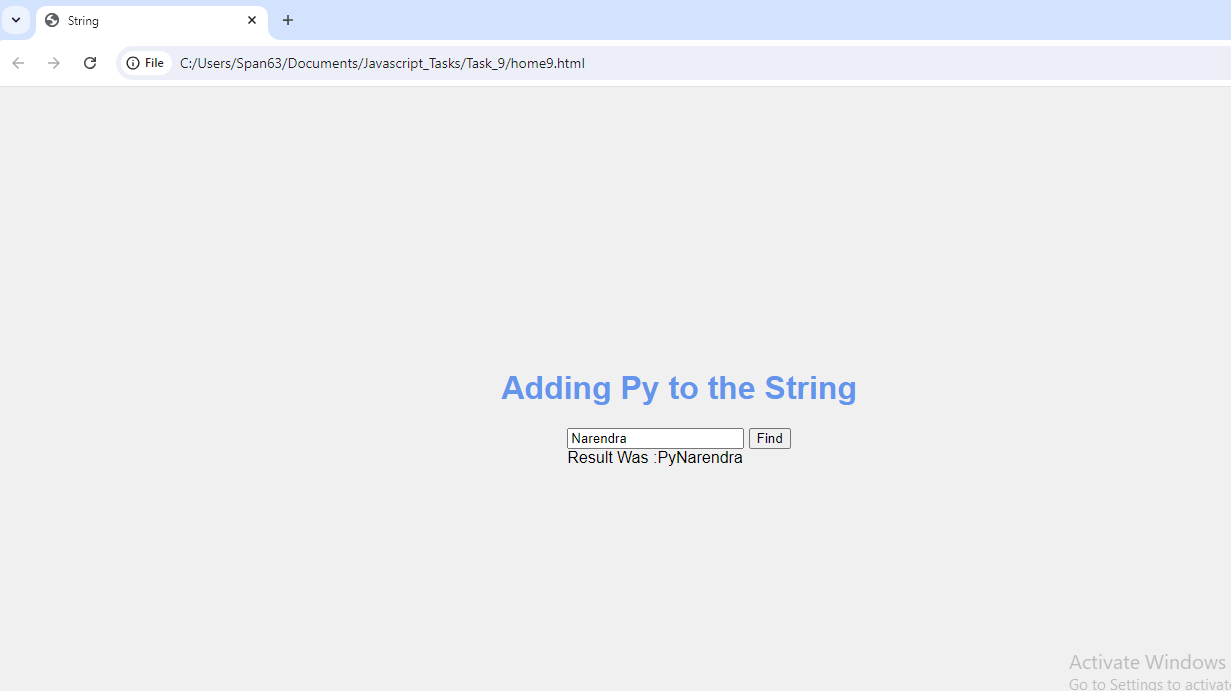 String
File C:/Users/Span63/Documents/Javascript_Tasks/Task_9/home9.html
Adding Py to the String
Narendra Find
Result Was :PyNarendra
Activate Windows
Go to Settings to activat